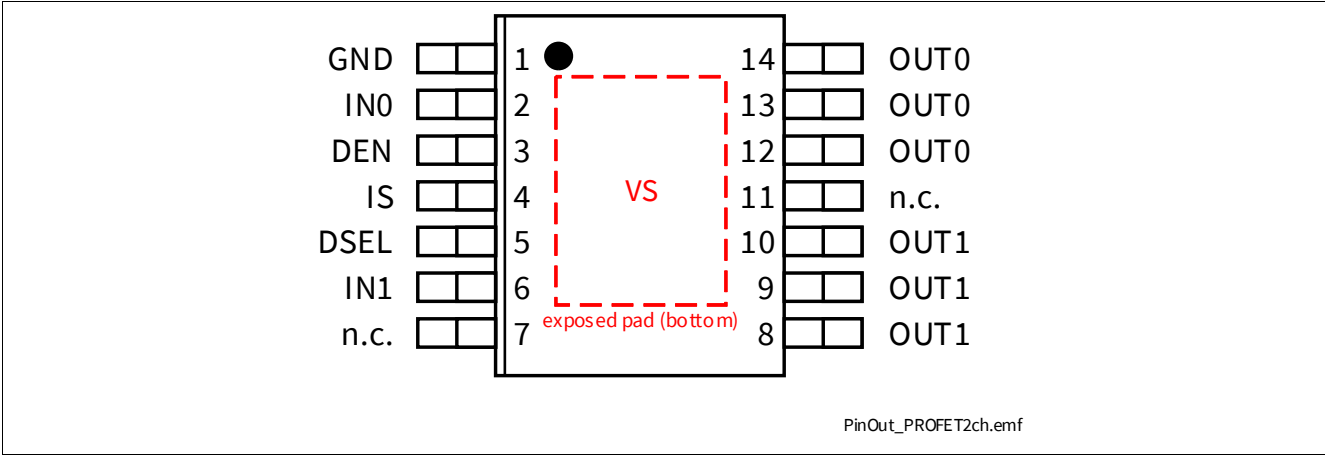 GND 1 14 OUT0
IN0 2 13 OUT0
DEN 3 12 OUT0
IS 4 VS 11 n.c.
DSEL 5 10 OUT1
IN1 6 9 OUT1
exposed pad (bottom)
n.c. 7 8 OUT1
PinOut_PROFET2ch.emf